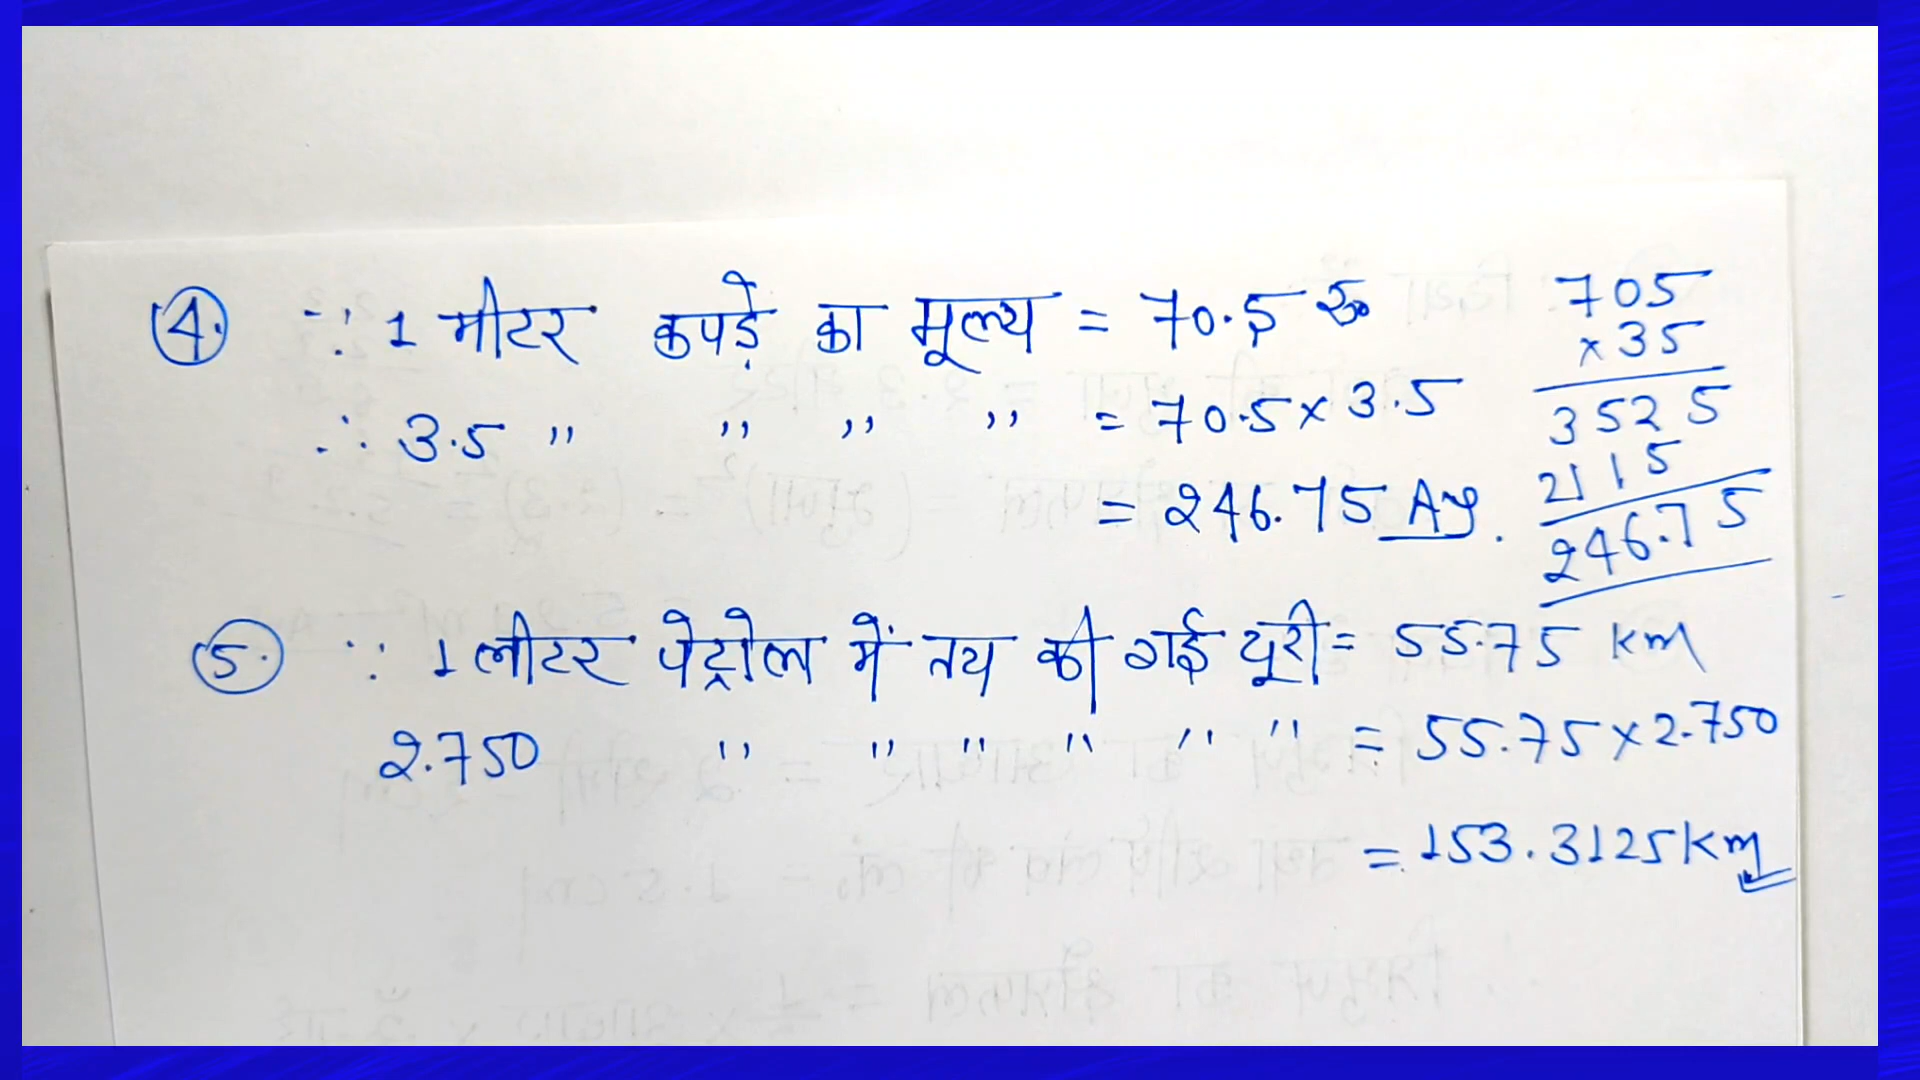 4. ∵ 1 मीटर कपड़े का मूल्य = 70.5 रु०
∴ 3.5 " " " " = 70.5 x 3.5
= 246.75 Ans.
705
x 35
3525
2115
246.75
5. ∵ 1 लीटर पेट्रोल में तय की गई दूरी = 55.75 km
2.750 " " " " " " = 55.75 x 2.750
= 153.3125 km